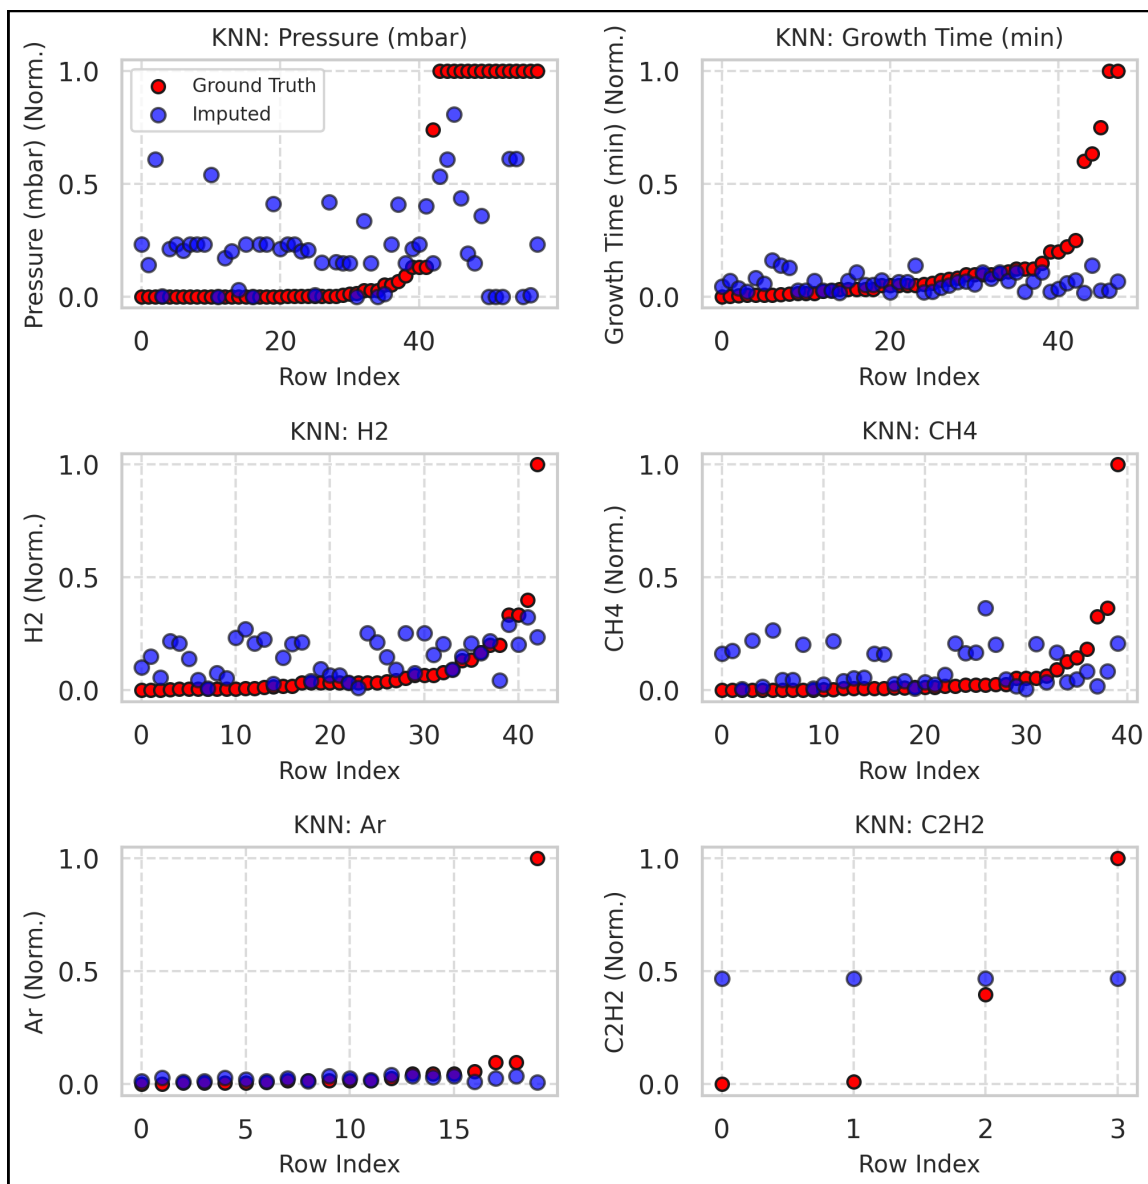 KNN: Pressure (mbar)
Pressure (mbar) (Norm.)
1.0
0.5
0.0
Ground Truth
Imputed
0 20 40
Row Index
KNN: Growth Time (min)
Growth Time (min) (Norm.)
1.0
0.5
0.0
0 20 40
Row Index
KNN: H2
H2 (Norm.)
1.0
0.5
0.0
0 10 20 30 40
Row Index
KNN: CH4
CH4 (Norm.)
1.0
0.5
0.0
0 10 20 30 40
Row Index
KNN: Ar
Ar (Norm.)
1.0
0.5
0.0
0 5 10 15
Row Index
KNN: C2H2
C2H2 (Norm.)
1.0
0.5
0.0
0 1 2 3
Row Index